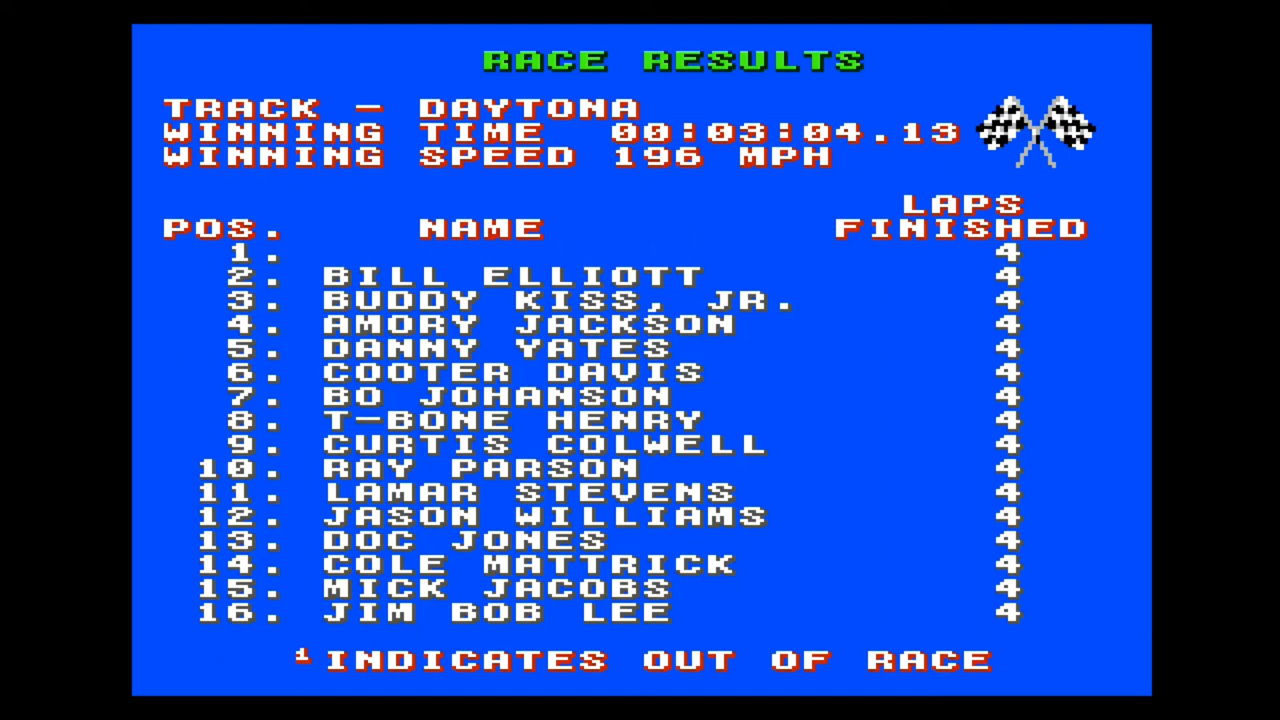 RACE RESULTS
TRACK - DAYTONA
WINNING TIME 00:03:04.13
WINNING SPEED 196 MPH
LAPS
POS. NAME FINISHED
1. 4
2. BILL ELLIOTT 4
3. BUDDY KISS, JR. 4
4. AMORY JACKSON 4
5. DANNY YATES 4
6. COOTER DAVIS 4
7. BO JOHANSON 4
8. T-BONE HENRY 4
9. CURTIS COLWELL 4
10. RAY PARSON 4
11. LAMAR STEVENS 4
12. JASON WILLIAMS 4
13. DOC JONES 4
14. COLE MATTRICK 4
15. MICK JACOBS 4
16. JIM BOB LEE 4
¹INDICATES OUT OF RACE